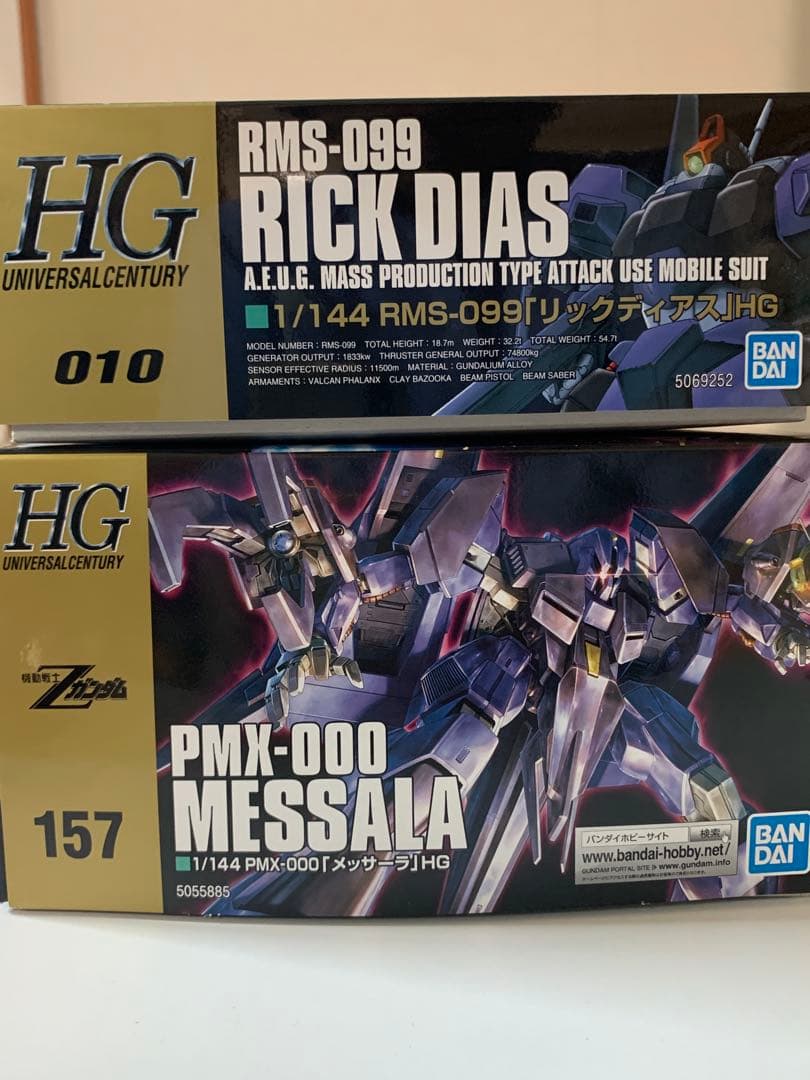 HG
UNIVERSAL CENTURY
010
RMS-099
RICK DIAS
A.E.U.G. MASS PRODUCTION TYPE ATTACK USE MOBILE SUIT
1/144 RMS-099「リックディアス」HG
MODEL NUMBER : RMS-099 TOTAL HEIGHT : 18.7m WEIGHT : 32.2t TOTAL WEIGHT : 54.7t
GENERATOR OUTPUT : 1833kw THRUSTER GENERAL OUTPUT : 74800kg
SENSOR EFFECTIVE RADIUS : 11500m MATERIAL : GUNDALIUM ALLOY
ARMAMENTS : VALCAN PHALANX CLAY BAZOOKA BEAM PISTOL BEAM SABER
5069252
BAN
DAI
HG
UNIVERSAL CENTURY
機動戦士
Zガンダム
157
PMX-000
MESSALA
1/144 PMX-000「メッサーラ」HG
5055885
バンダイホビーサイト 検索
www.bandai-hobby.net/
GUNDAM PORTAL SITE www.gundam.info
BAN
DAI